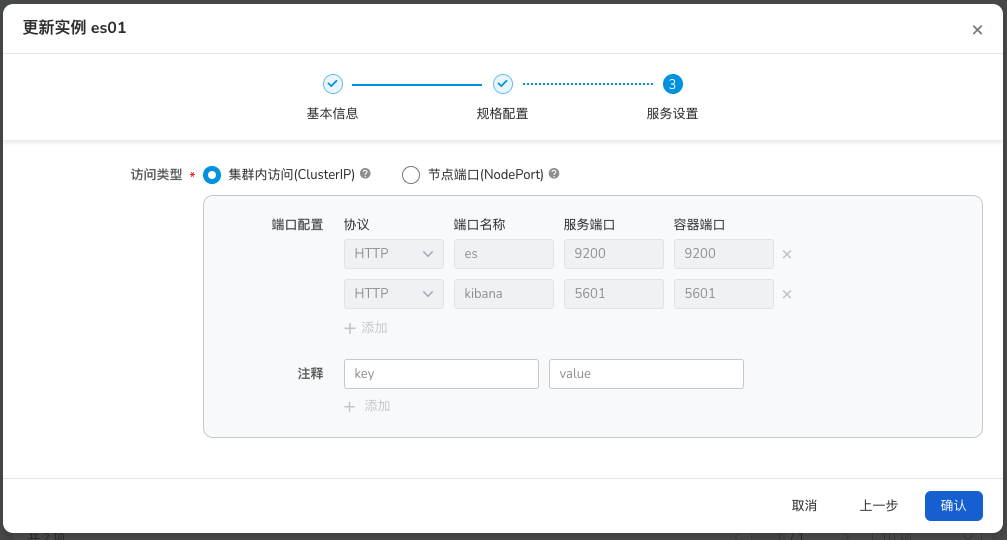 更新实例 es01
基本信息
规格配置
3
服务设置
访问类型 * 集群内访问(ClusterIP) 节点端口(NodePort)
端口配置 协议 端口名称 服务端口 容器端口
HTTP es 9200 9200
HTTP kibana 5601 5601
添加
注释 key value
添加
取消 上一步 确认